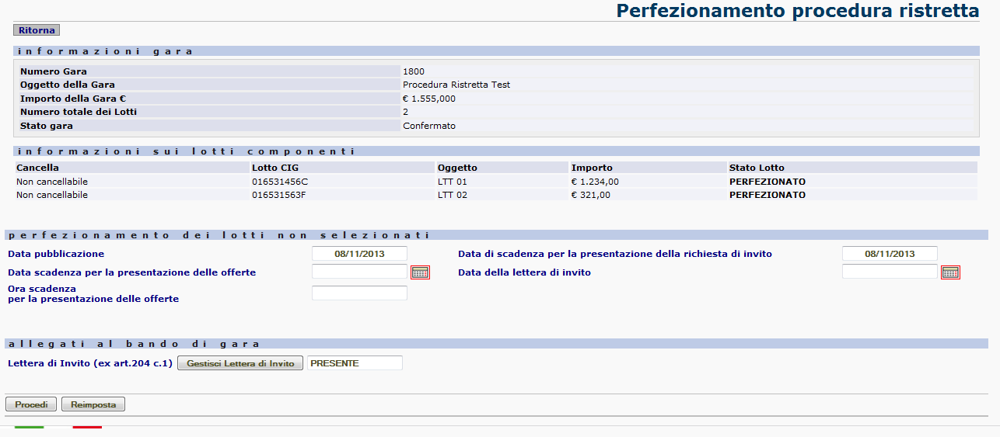 Perfezionamento procedura ristretta
Ritorna
informazioni gara
Numero Gara 1800
Oggetto della Gara Procedura Ristretta Test
Importo della Gara € € 1.555,000
Numero totale dei Lotti 2
Stato gara Confermato
informazioni sui lotti componenti
Cancella Lotto CIG Oggetto Importo Stato Lotto
Non cancellabile 016531456C LTT 01 € 1.234,00 PERFEZIONATO
Non cancellabile 016531563F LTT 02 € 321,00 PERFEZIONATO
perfezionamento dei lotti non selezionati
Data pubblicazione 08/11/2013 Data di scadenza per la presentazione della richiesta di invito 08/11/2013
Data scadenza per la presentazione delle offerte Data della lettera di invito
Ora scadenza
per la presentazione delle offerte
allegati al bando di gara
Lettera di Invito (ex art.204 c.1) Gestisci Lettera di Invito PRESENTE
Procedi Reimposta